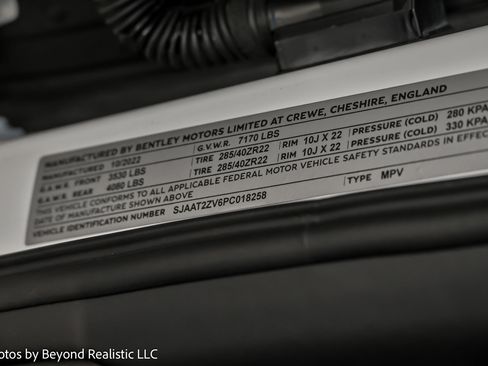 MANUFACTURED BY BENTLEY MOTORS LIMITED AT CREWE, CHESHIRE, ENGLAND
MANUFACTURED 10/2022 G.V.W.R. 7170 LBS
G.A.W.R. FRONT 3530 LBS TIRE 285/40ZR22 RIM 10J X 22 PRESSURE (COLD) 280 KPA
G.A.W.R. REAR 4080 LBS TIRE 285/40ZR22 RIM 10J X 22 PRESSURE (COLD) 330 KPA
THIS VEHICLE CONFORMS TO ALL APPLICABLE FEDERAL MOTOR VEHICLE SAFETY STANDARDS IN EFFECT
DATE OF MANUFACTURE SHOWN ABOVE
VEHICLE IDENTIFICATION NUMBER SJAAT2ZV6PC018258 TYPE MPV
otos by Beyond Realistic LLC